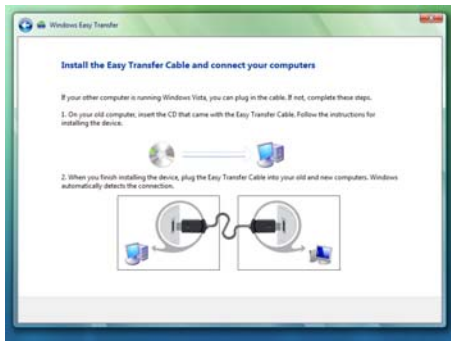 Windows Easy Transfer
Install the Easy Transfer Cable and connect your computers
If your other computer is running Windows Vista, you can plug in the cable. If not, complete these steps.
1. On your old computer, insert the CD that came with the Easy Transfer Cable. Follow the instructions for
installing the device.
2. When you finish installing the device, plug the Easy Transfer Cable into your old and new computers. Windows
automatically detects the connection.